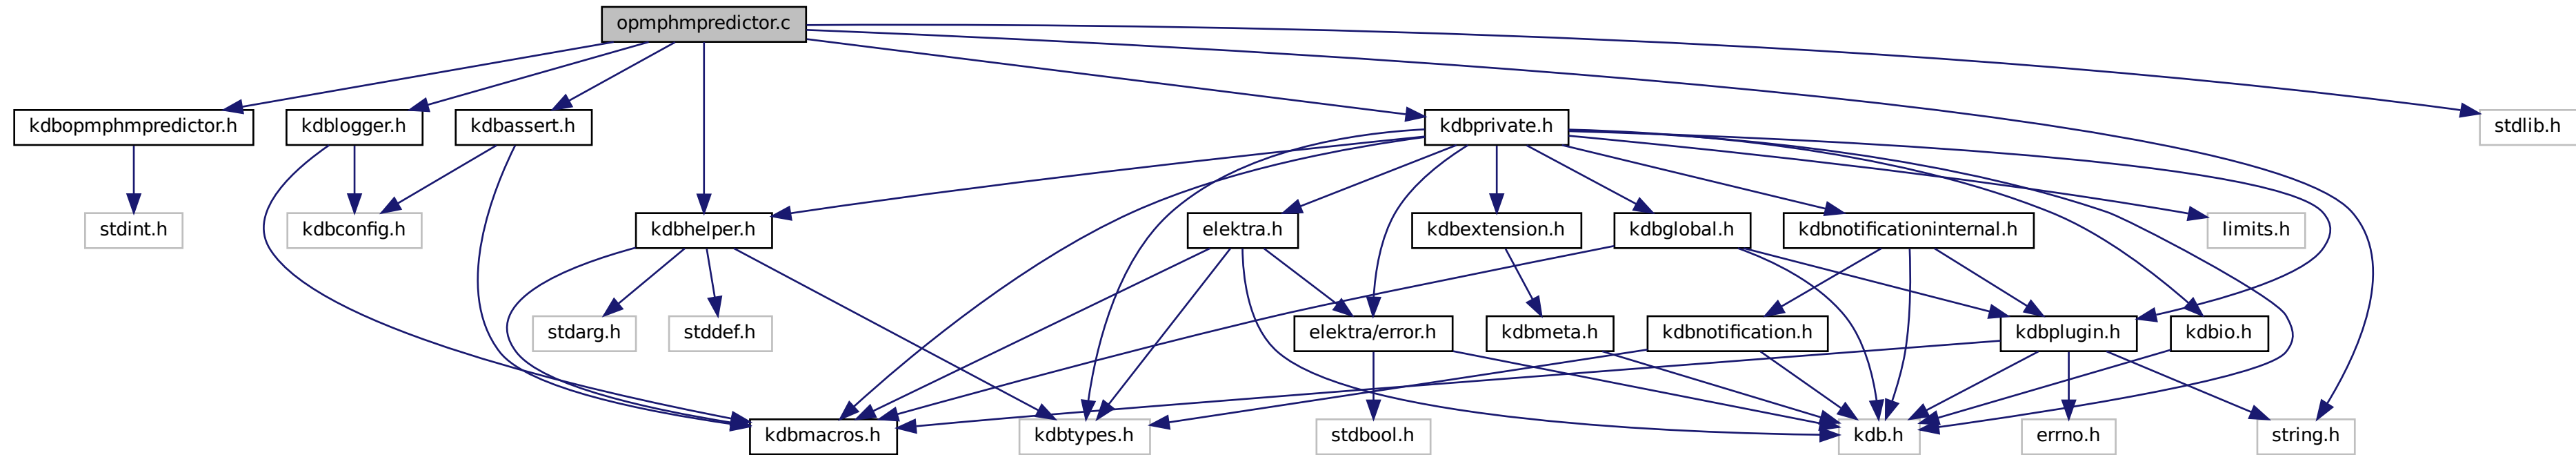 opmphmpredictor.c
kdbopmphmpredictor.h
kdblogger.h
kdbassert.h
kdbprivate.h
stdlib.h
stdint.h
kdbconfig.h
kdbhelper.h
elektra.h
kdbextension.h
kdbglobal.h
kdbnotificationinternal.h
limits.h
stdarg.h
stddef.h
elektra/error.h
kdbmeta.h
kdbnotification.h
kdbplugin.h
kdbio.h
kdbmacros.h
kdbtypes.h
stdbool.h
kdb.h
errno.h
string.h